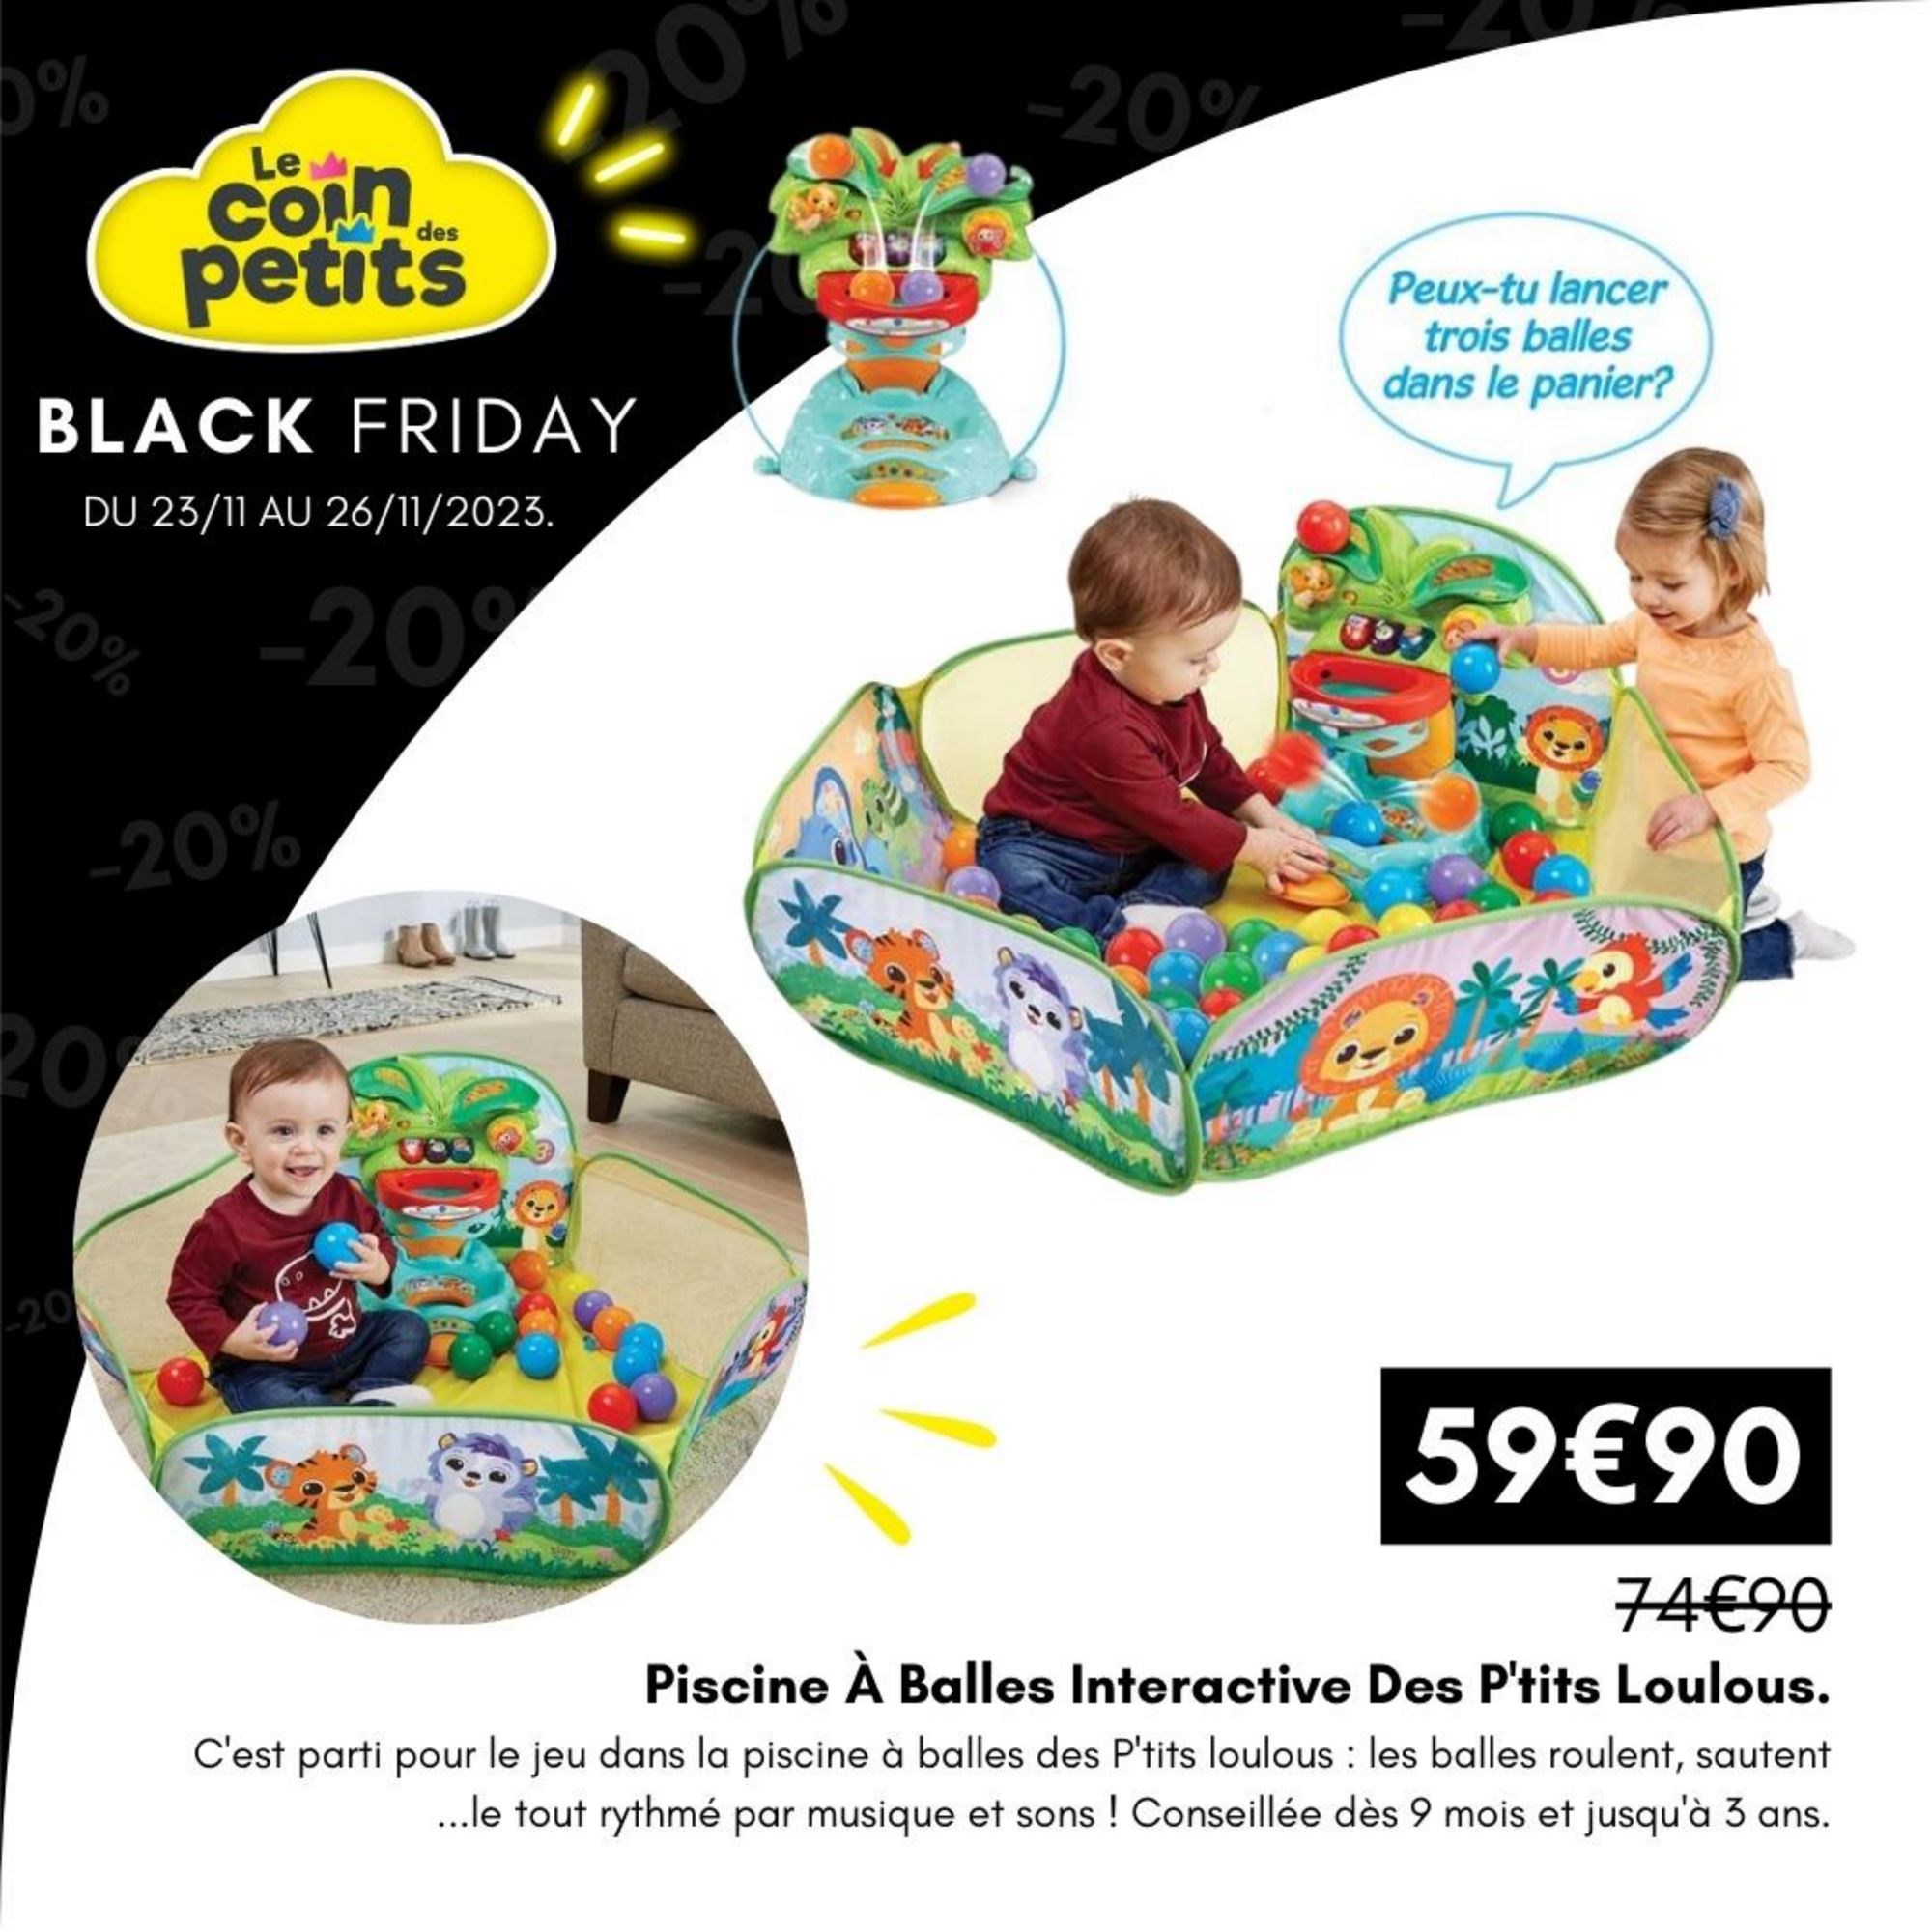 -20%
-20%
Le
coin
des
petits
BLACK FRIDAY
DU 23/11 AU 26/11/2023.
Peux-tu lancer
trois balles
dans le panier?
-20%
-20%
-20%
59€90
74€90
Piscine À Balles Interactive Des P'tits Loulous.
C'est parti pour le jeu dans la piscine à balles des P'tits loulous : les balles roulent, sautent
...le tout rythmé par musique et sons ! Conseillée dès 9 mois et jusqu'à 3 ans.